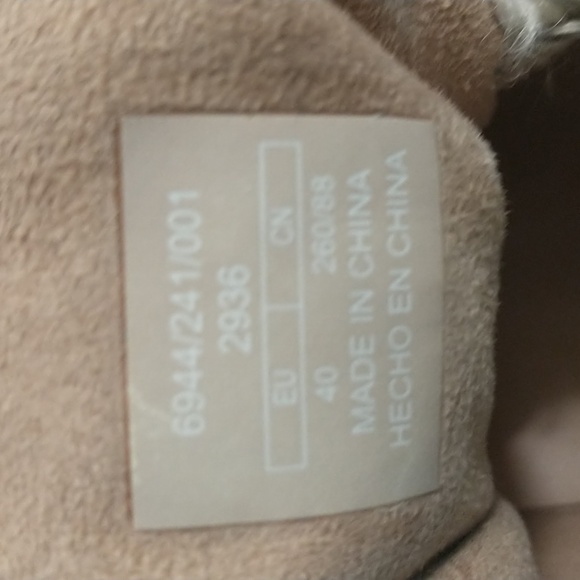 6944/241/001
2936
EU CN
40 260/88
MADE IN CHINA
HECHO EN CHINA